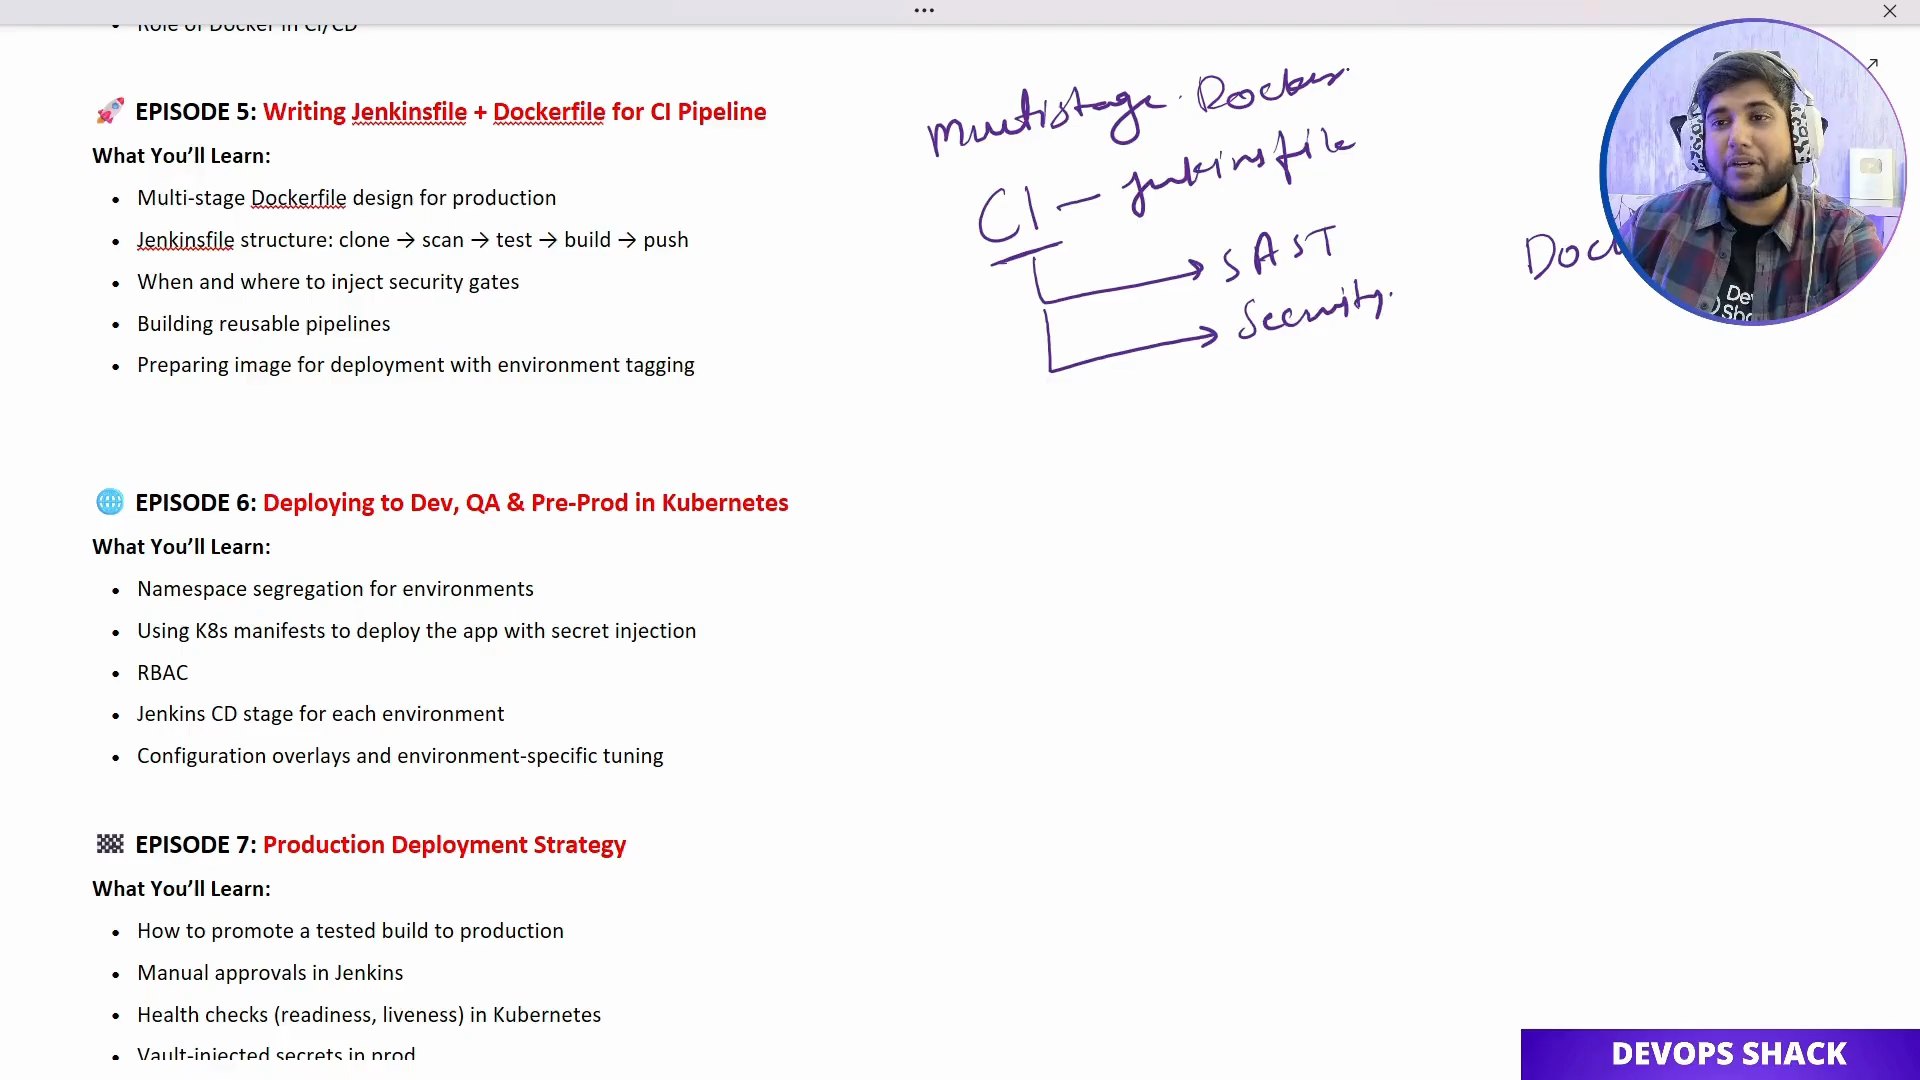 Role of Docker in CI/CD
EPISODE 5: Writing Jenkinsfile + Dockerfile for CI Pipeline
What You’ll Learn:
• Multi-stage Dockerfile design for production
• Jenkinsfile structure: clone → scan → test → build → push
• When and where to inject security gates
• Building reusable pipelines
• Preparing image for deployment with environment tagging
EPISODE 6: Deploying to Dev, QA & Pre-Prod in Kubernetes
What You’ll Learn:
• Namespace segregation for environments
• Using K8s manifests to deploy the app with secret injection
• RBAC
• Jenkins CD stage for each environment
• Configuration overlays and environment-specific tuning
EPISODE 7: Production Deployment Strategy
What You’ll Learn:
• How to promote a tested build to production
• Manual approvals in Jenkins
• Health checks (readiness, liveness) in Kubernetes
• Vault-injected secrets in prod
multistage. Docker
CI – Jenkinsfile
SAST
Security.
DEVOPS SHACK